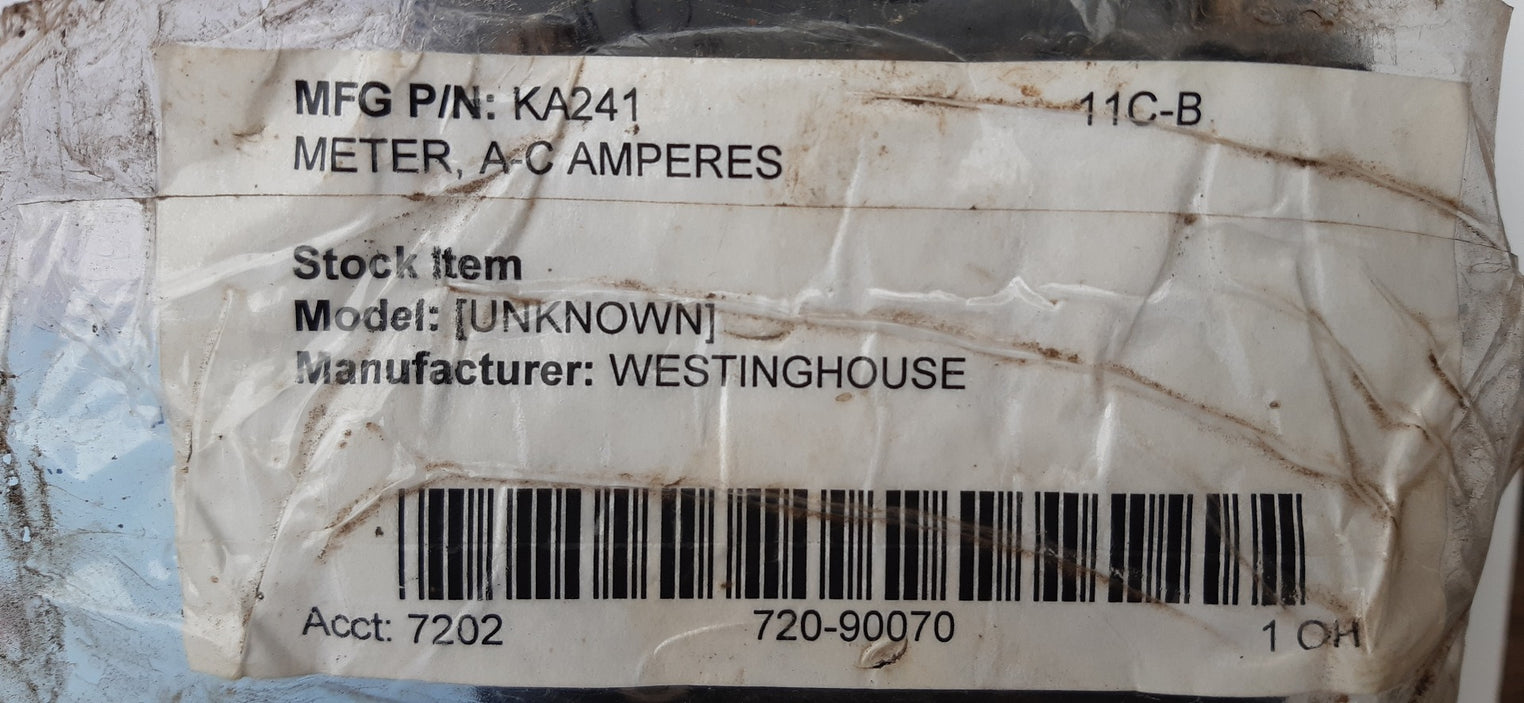 MFG P/N: KA241 11C-B
METER, A-C AMPERES
Stock Item
Model: [UNKNOWN]
Manufacturer: WESTINGHOUSE
Acct: 7202 720-90070 1 OH